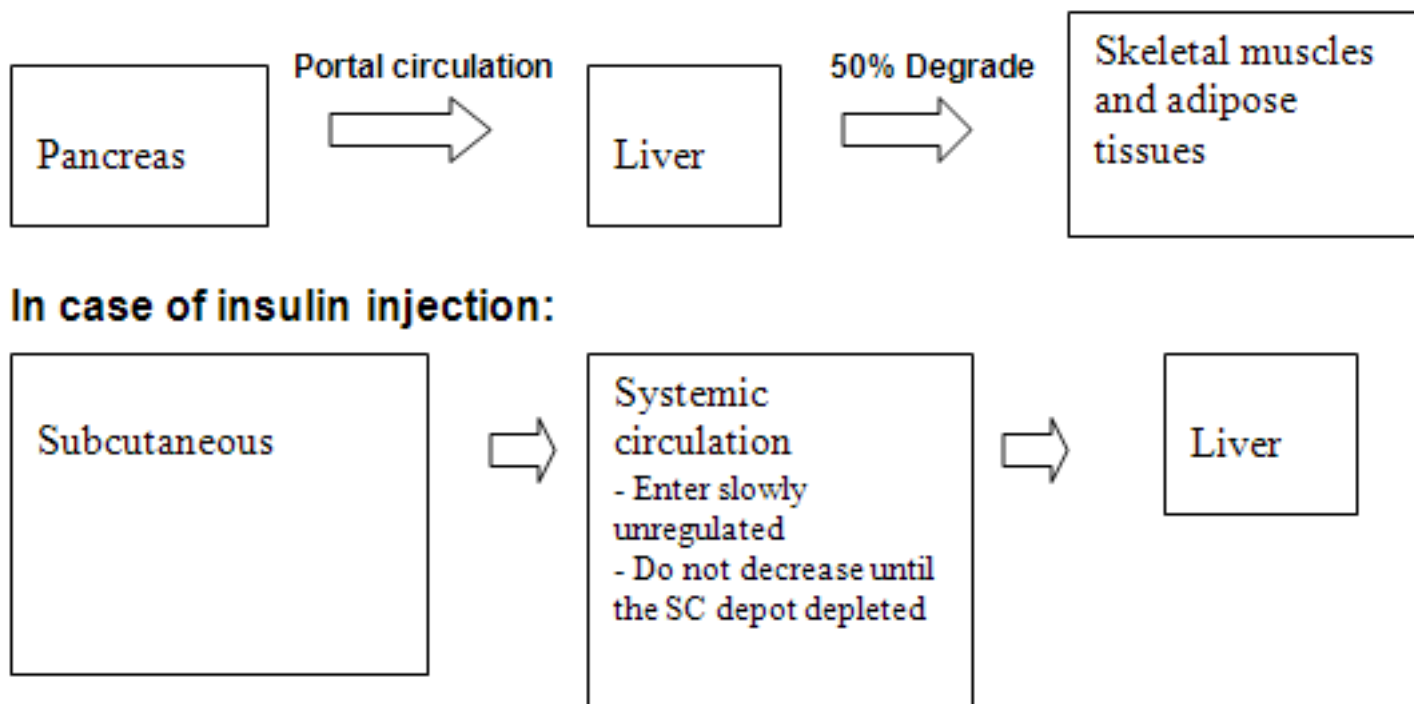 Pancreas
Portal circulation
Liver
50% Degrade
Skeletal muscles
and adipose
tissues
In case of insulin injection:
Subcutaneous
Systemic
circulation
- Enter slowly
unregulated
- Do not decrease until
the SC depot depleted
Liver